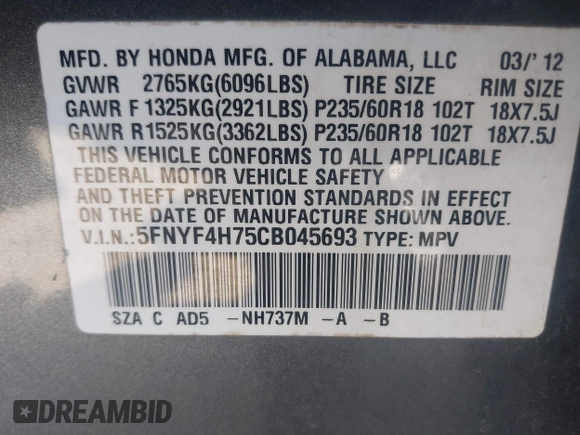 MFD. BY HONDA MFG. OF ALABAMA, LLC 03/'12
GVWR 2765KG(6096LBS) TIRE SIZE RIM SIZE
GAWR F 1325KG(2921LBS) P235/60R18 102T 18X7.5J
GAWR R1525KG(3362LBS) P235/60R18 102T 18X7.5J
THIS VEHICLE CONFORMS TO ALL APPLICABLE
FEDERAL MOTOR VEHICLE SAFETY
AND THEFT PREVENTION STANDARDS IN EFFECT
ON THE DATE OF MANUFACTURE SHOWN ABOVE.
V.I.N.:5FNYF4H75CB045693 TYPE: MPV
SZA C AD5 -NH737M -A -B
DREAMBID